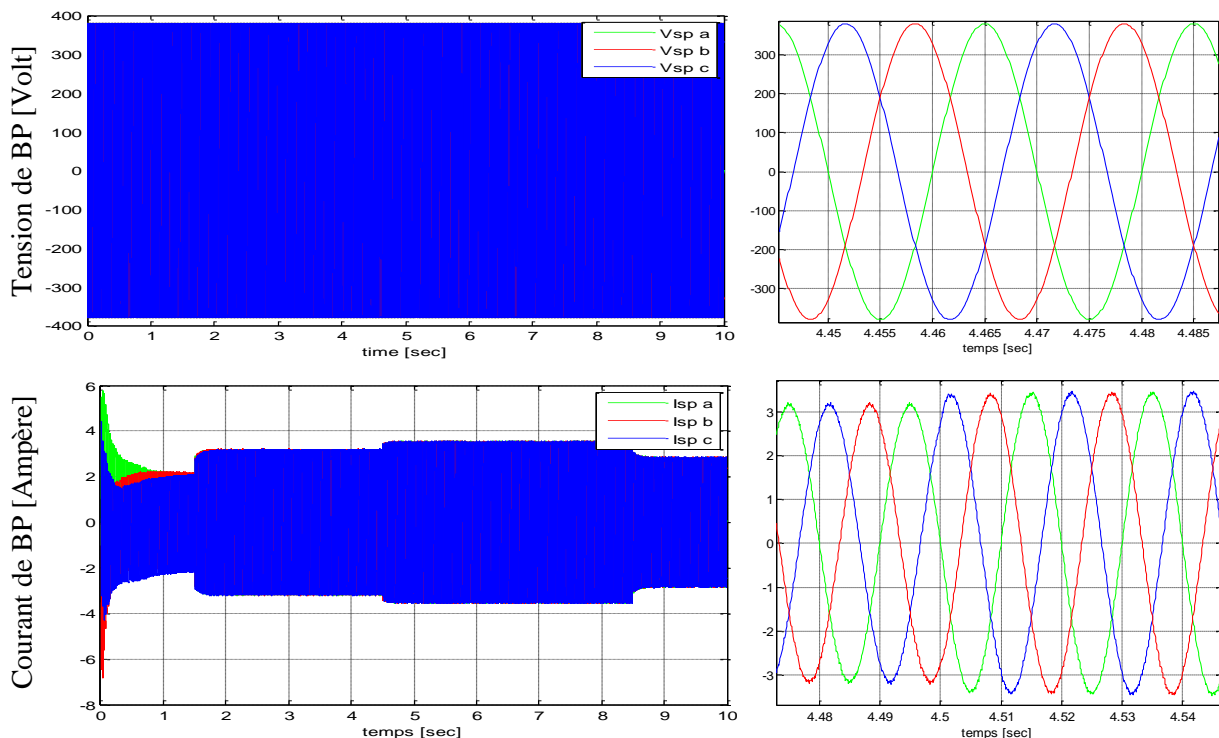 Tension de BP [Volt]
400
300
200
100
0
-100
-200
-300
-400
0 1 2 3 4 5 6 7 8 9 10
time [sec]
Vsp a
Vsp b
Vsp c
300
200
100
0
-100
-200
-300
4.45 4.455 4.46 4.465 4.47 4.475 4.48 4.485
temps [sec]
Courant de BP [Ampère]
6
4
2
0
-2
-4
-6
-8
0 1 2 3 4 5 6 7 8 9 10
temps [sec]
Isp a
Isp b
Isp c
3
2
1
0
-1
-2
-3
4.48 4.49 4.5 4.51 4.52 4.53 4.54
temps [sec]